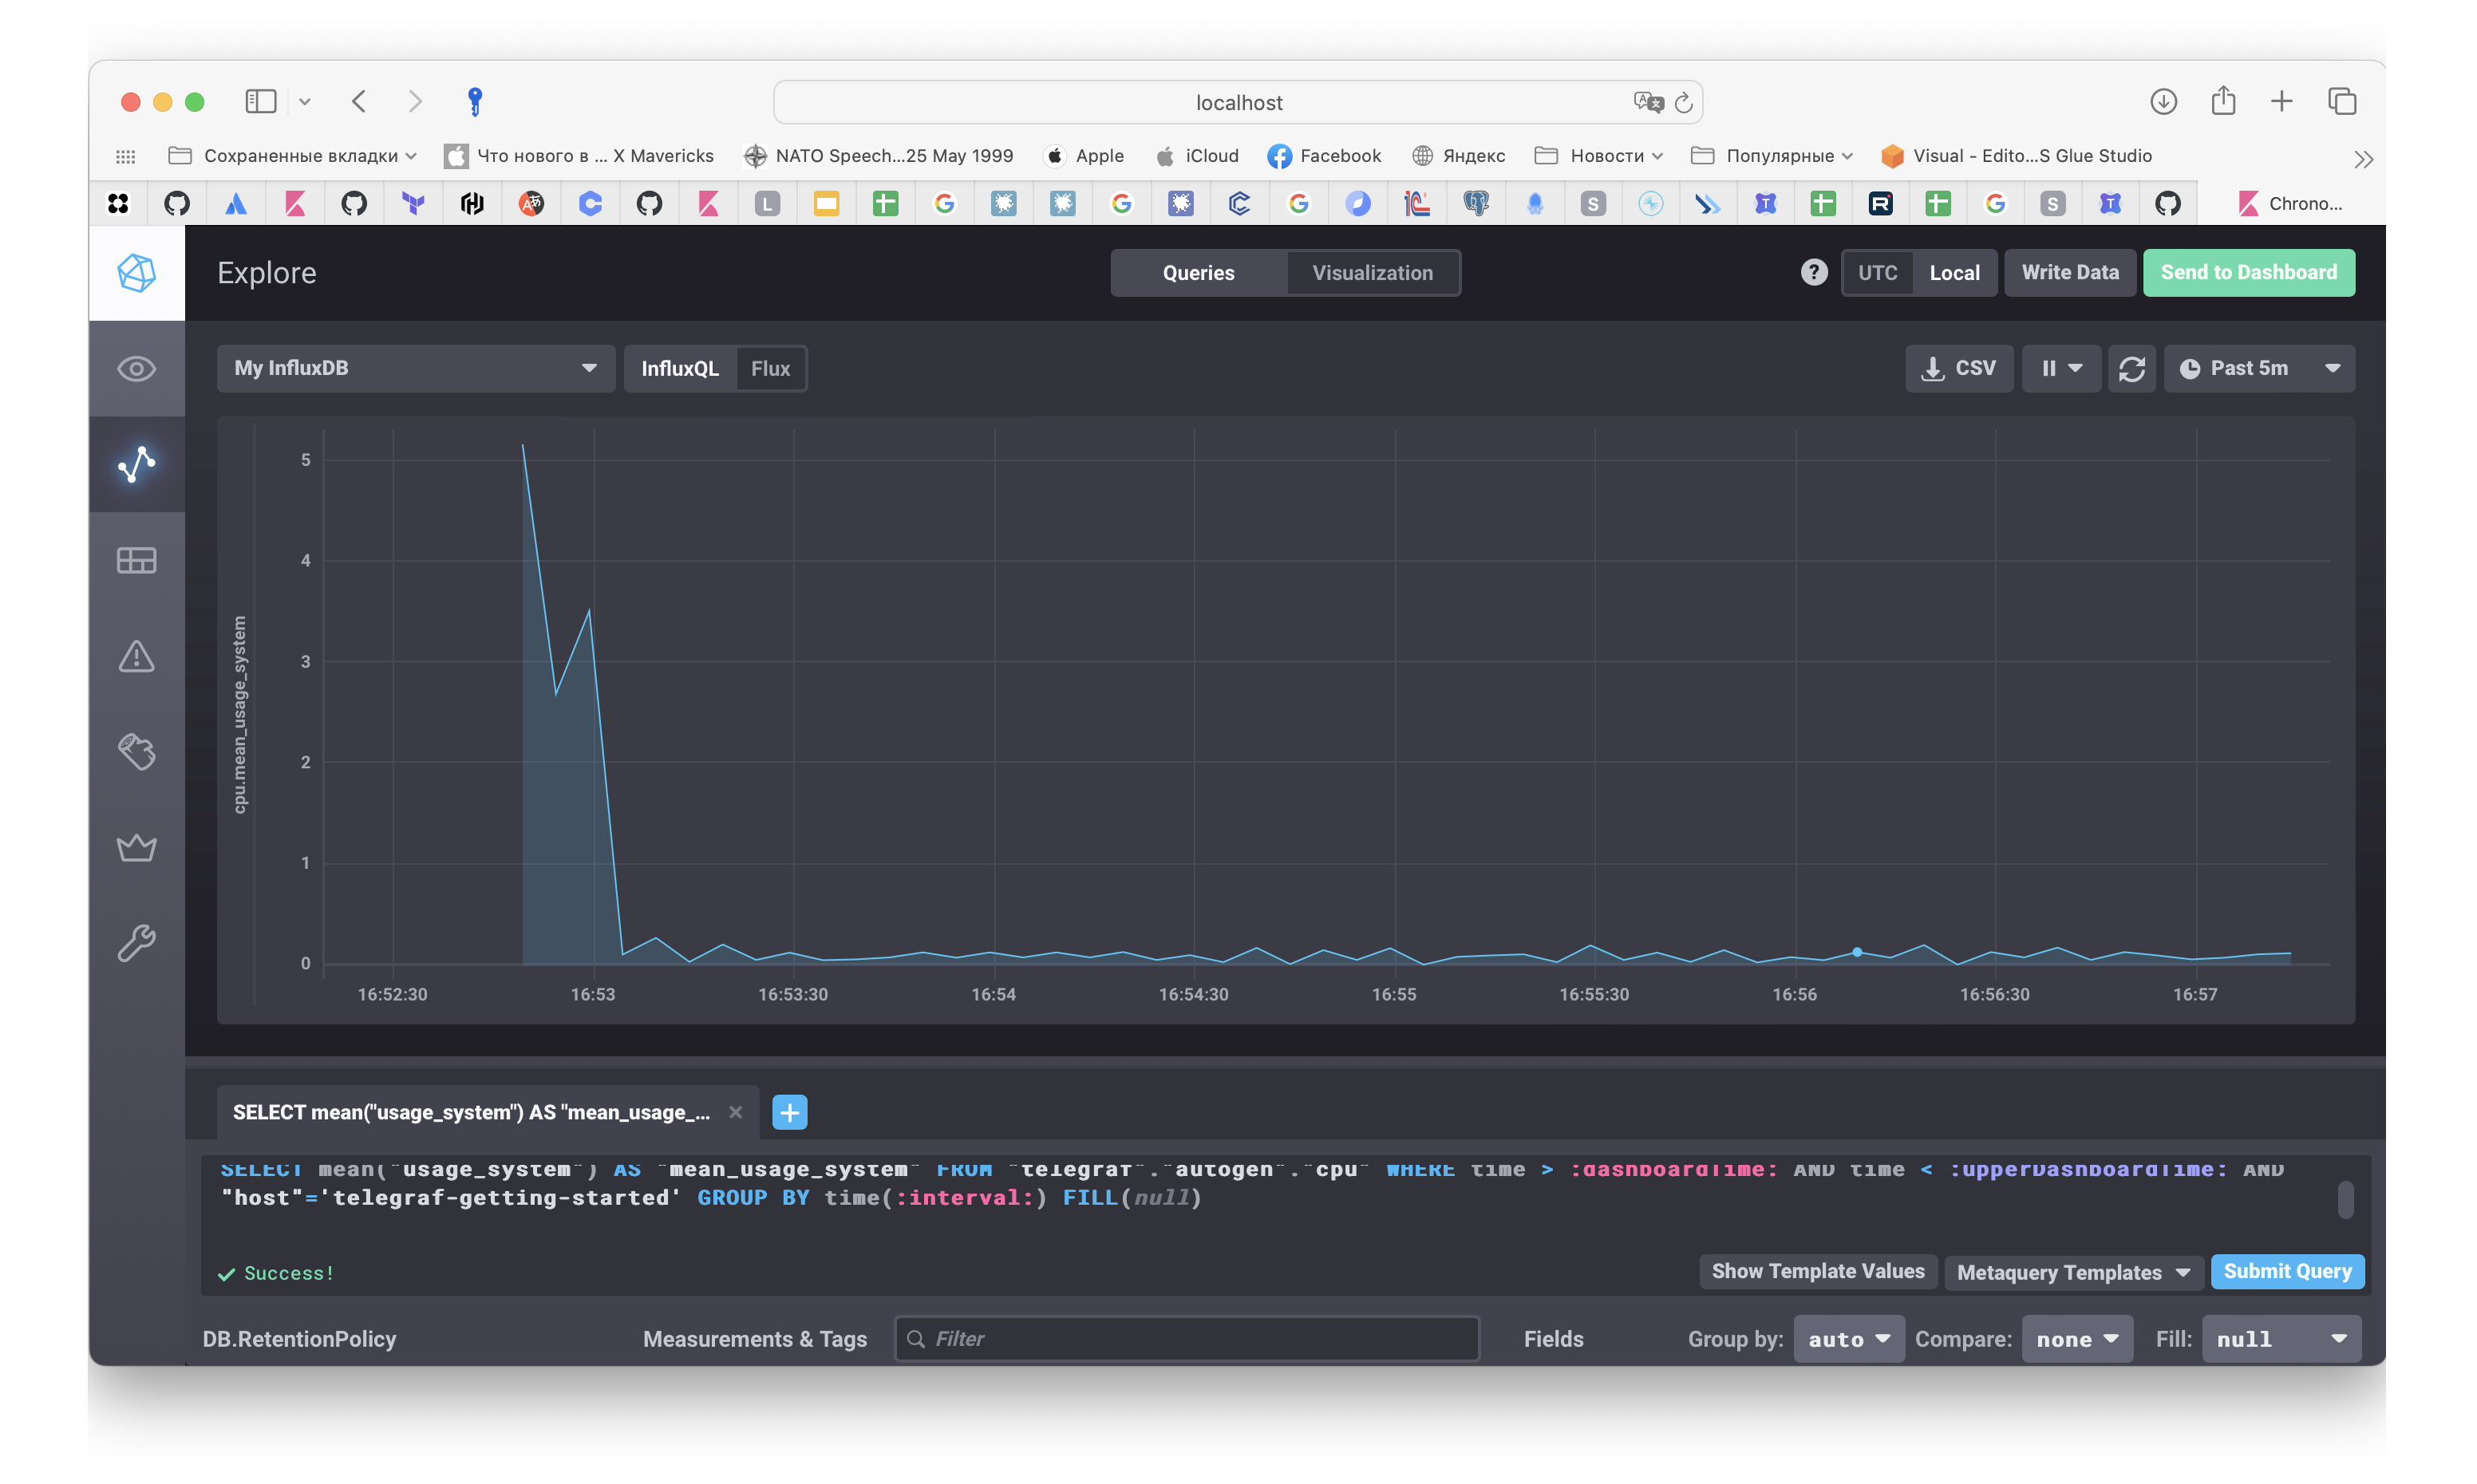 localhost
Сохраненные вкладки
Что нового в ... X Mavericks
NATO Speech...25 May 1999
Apple
iCloud
Facebook
Яндекс
Новости
Популярные
Visual - Edito...S Glue Studio
L
S
T
R
S
T
Chrono...
Explore
Queries
Visualization
?
UTC
Local
Write Data
Send to Dashboard
My InfluxDB
InfluxQL
Flux
CSV
Past 5m
cpu.mean_usage_system
5
4
3
2
1
0
16:52:30
16:53
16:53:30
16:54
16:54:30
16:55
16:55:30
16:56
16:56:30
16:57
SELECT mean("usage_system") AS "mean_usage_...
SELECT mean("usage_system") AS "mean_usage_system" FROM "telegraf"."autogen"."cpu" WHERE time > :dashboardTime: AND time < :upperDashboardTime: AND
"host"='telegraf-getting-started' GROUP BY time(:interval:) FILL(null)
Success!
Show Template Values
Metaquery Templates
Submit Query
DB.RetentionPolicy
Measurements & Tags
Filter
Fields
Group by:
auto
Compare:
none
Fill:
null